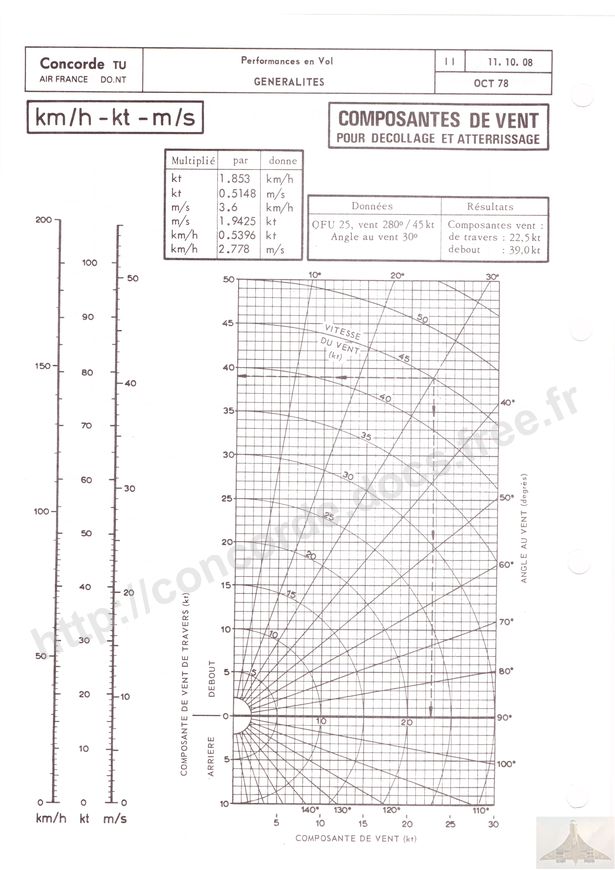 Concorde TU
AIR FRANCE DO.NT
Performances en Vol
GENERALITES
11 11. 10. 08
OCT 78
km/h - kt - m/s
COMPOSANTES DE VENT
POUR DECOLLAGE ET ATTERRISSAGE
Multiplié par donne
kt 1.853 km/h
kt 0.5148 m/s
m/s 3.6 km/h
m/s 1.9425 kt
km/h 0.5396 kt
km/h 2.778 m/s
Données Résultats
QFU 25, vent 280º / 45 kt
Angle au vent 30º
Composantes vent :
de travers : 22,5 kt
debout : 39,0 kt
200
150
100
50
0
km/h
100
90
80
70
60
50
40
30
20
10
0
kt
50
40
30
20
10
0
m/s
COMPOSANTE DE VENT DE TRAVERS (kt)
DEBOUT
ARRIERE
50
45
40
35
30
25
20
15
10
5
0
5
10
10° 20° 30°
40°
50°
60°
70°
80°
90°
100°
110°
120°
130°
140°
ANGLE AU VENT (degrès)
VITESSE
DU VENT
(kt)
50
45
40
35
30
25
20
15
10
5
10 20
5 10 15 20 25 30
COMPOSANTE DE VENT (kt)
http://concorde.docs.free.fr